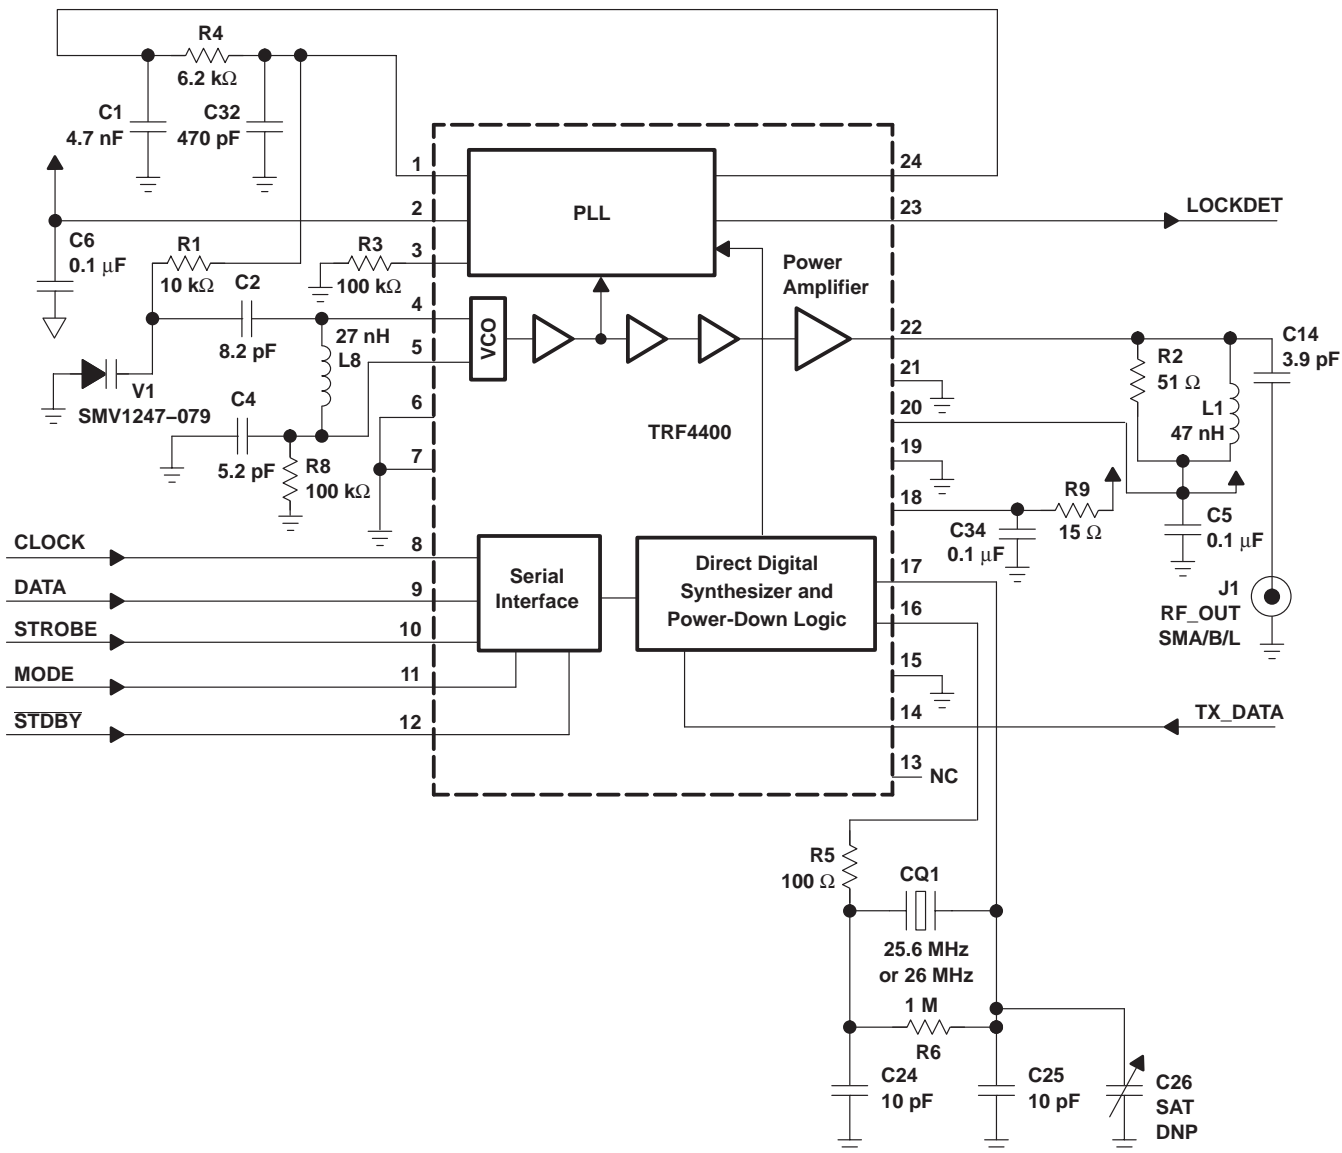 R4
6.2 kΩ
C1
4.7 nF
C32
470 pF
1
24
2
PLL
23
LOCKDET
C6
0.1 µF
R1
10 kΩ
R3
100 kΩ
3
C2
8.2 pF
4
27 nH
L8
5
VCO
Power
Amplifier
22
C14
3.9 pF
R2
51 Ω
L1
47 nH
21
V1
SMV1247–079
C4
5.2 pF
R8
100 kΩ
6
7
TRF4400
20
19
18
R9
15 Ω
C34
0.1 µF
C5
0.1 µF
CLOCK
8
DATA
9
STROBE
10
MODE
11
STDBY
12
Serial
Interface
Direct Digital
Synthesizer and
Power-Down Logic
17
16
15
14
TX_DATA
13
NC
J1
RF_OUT
SMA/B/L
R5
100 Ω
CQ1
25.6 MHz
or 26 MHz
1 M
R6
C24
10 pF
C25
10 pF
C26
SAT
DNP